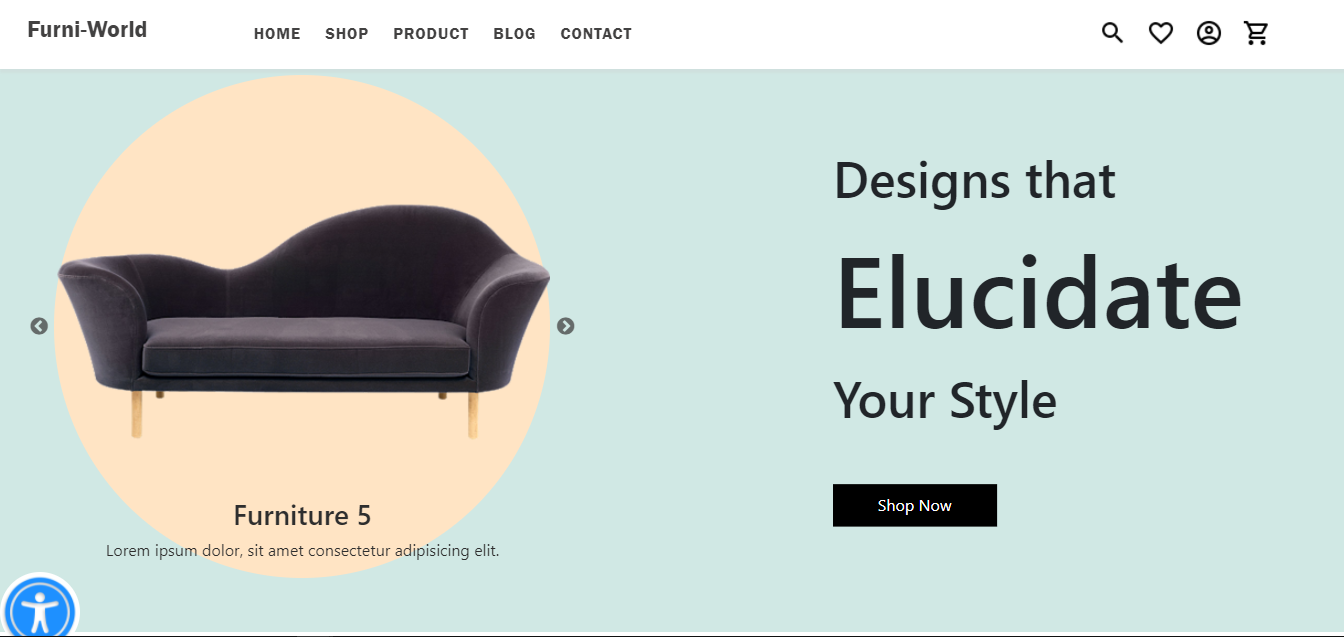 Furni-World
HOME SHOP PRODUCT BLOG CONTACT
Designs that
Elucidate
Your Style
Shop Now
Furniture 5
Lorem ipsum dolor, sit amet consectetur adipisicing elit.